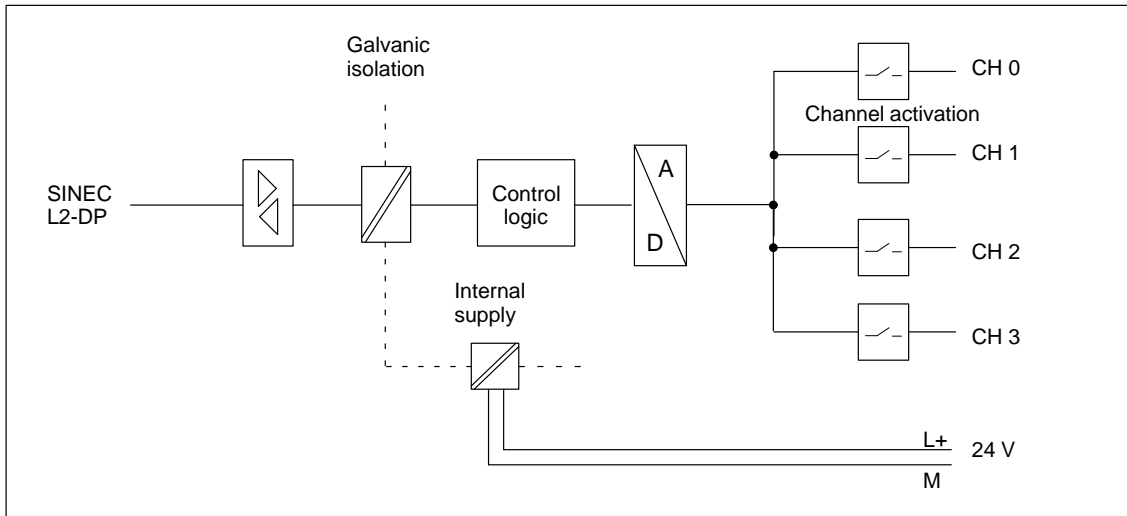 Galvanic
isolation
CH 0
Channel activation
CH 1
SINEC
L2-DP
Control
logic
A
D
CH 2
Internal
supply
CH 3
L+
24 V
M